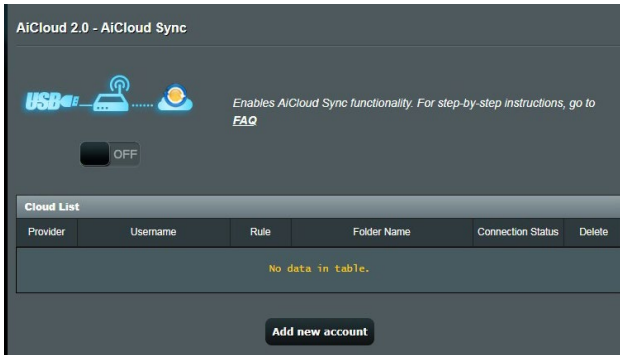 AiCloud 2.0 - AiCloud Sync
USB
Enables AiCloud Sync functionality. For step-by-step instructions, go to
FAQ
OFF
Cloud List
Provider Username Rule Folder Name Connection Status Delete
No data in table.
Add new account